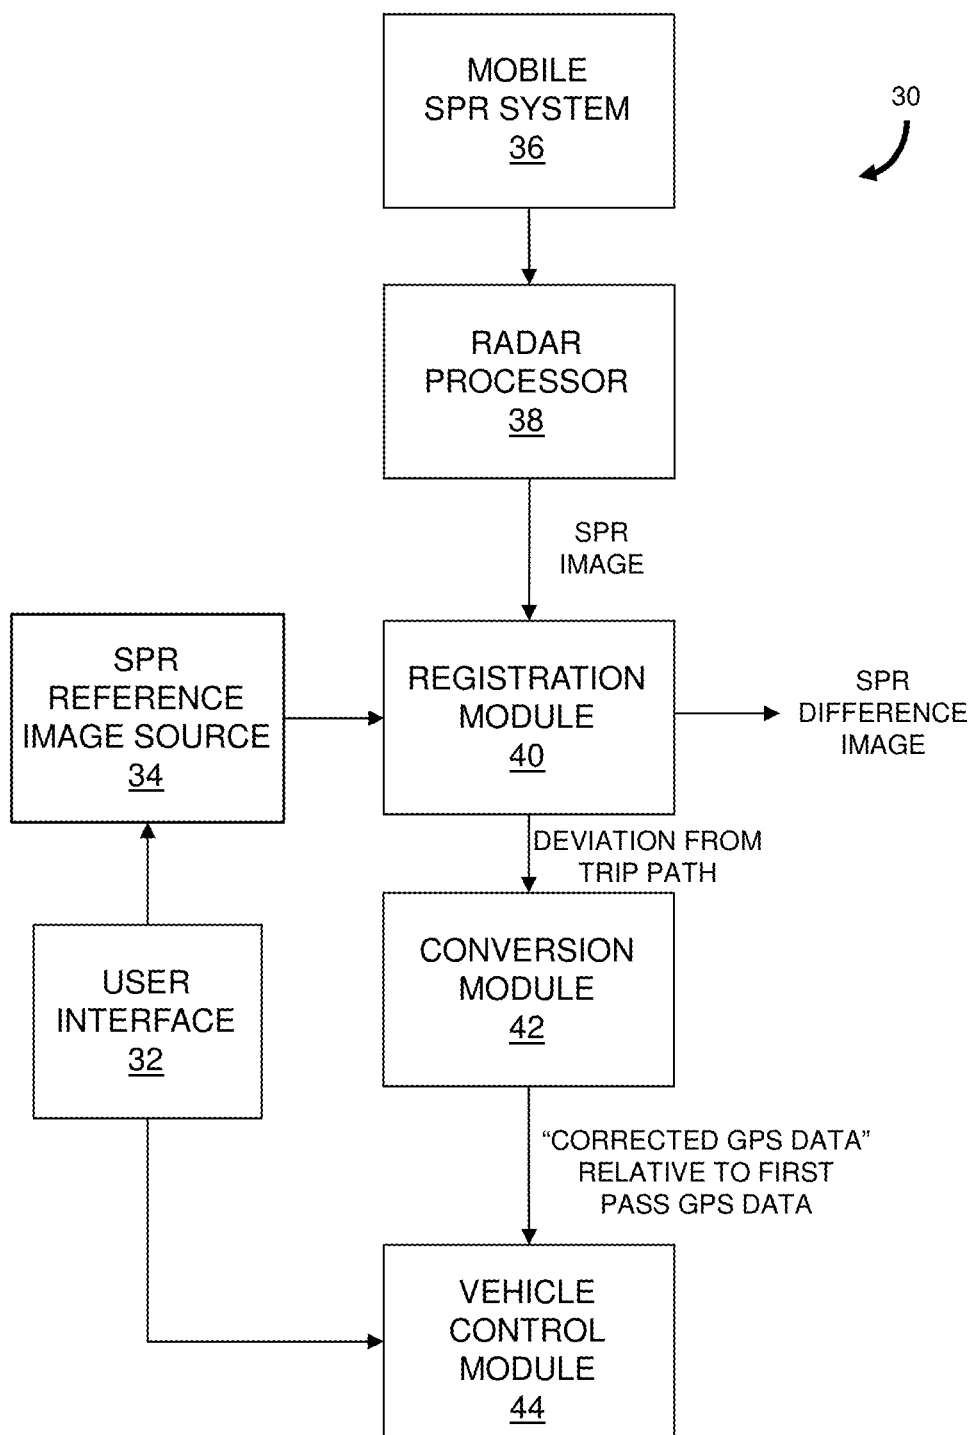 MOBILE
SPR SYSTEM
36
30
RADAR
PROCESSOR
38
SPR
IMAGE
SPR
REFERENCE
IMAGE SOURCE
34
REGISTRATION
MODULE
40
SPR
DIFFERENCE
IMAGE
DEVIATION FROM
TRIP PATH
USER
INTERFACE
32
CONVERSION
MODULE
42
“CORRECTED GPS DATA”
RELATIVE TO FIRST
PASS GPS DATA
VEHICLE
CONTROL
MODULE
44